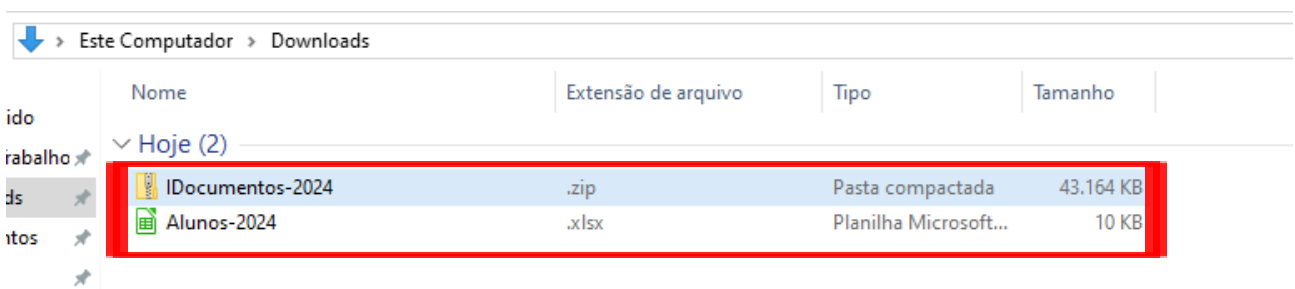 Este Computador > Downloads
Nome Extensão de arquivo Tipo Tamanho
ido
rabalho
ds
ntos
Hoje (2)
IDocumentos-2024 .zip Pasta compactada 43.164 KB
Alunos-2024 .xlsx Planilha Microsoft... 10 KB